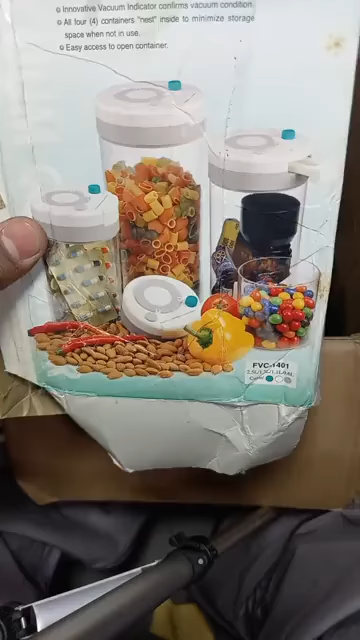 Innovative Vacuum Indicator confirms vacuum condition
All four (4) containers "nest" inside to minimize storage
space when not in use.
Easy access to open container.
FVC-1401
Color